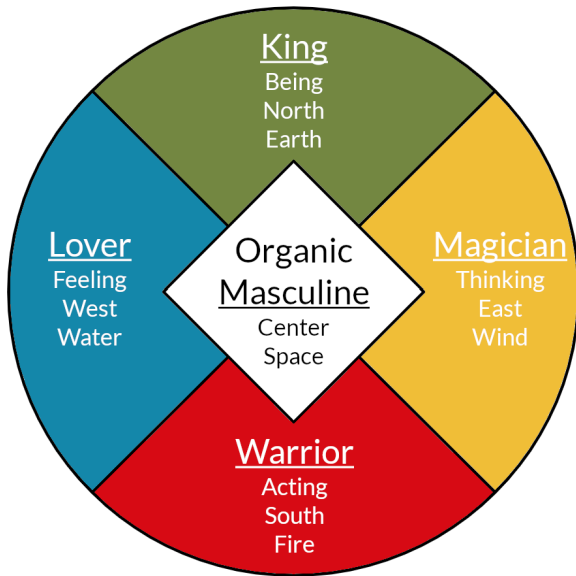 King
Being
North
Earth
Lover
Feeling
West
Water
Organic
Masculine
Center
Space
Magician
Thinking
East
Wind
Warrior
Acting
South
Fire